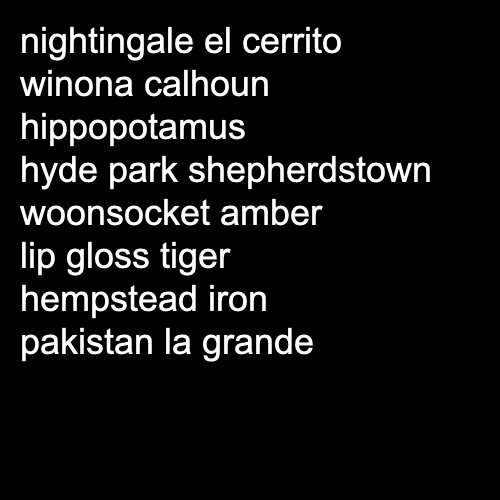 nightingale el cerrito
winona calhoun
hippopotamus
hyde park shepherdstown
woonsocket amber
lip gloss tiger
hempstead iron
pakistan la grande